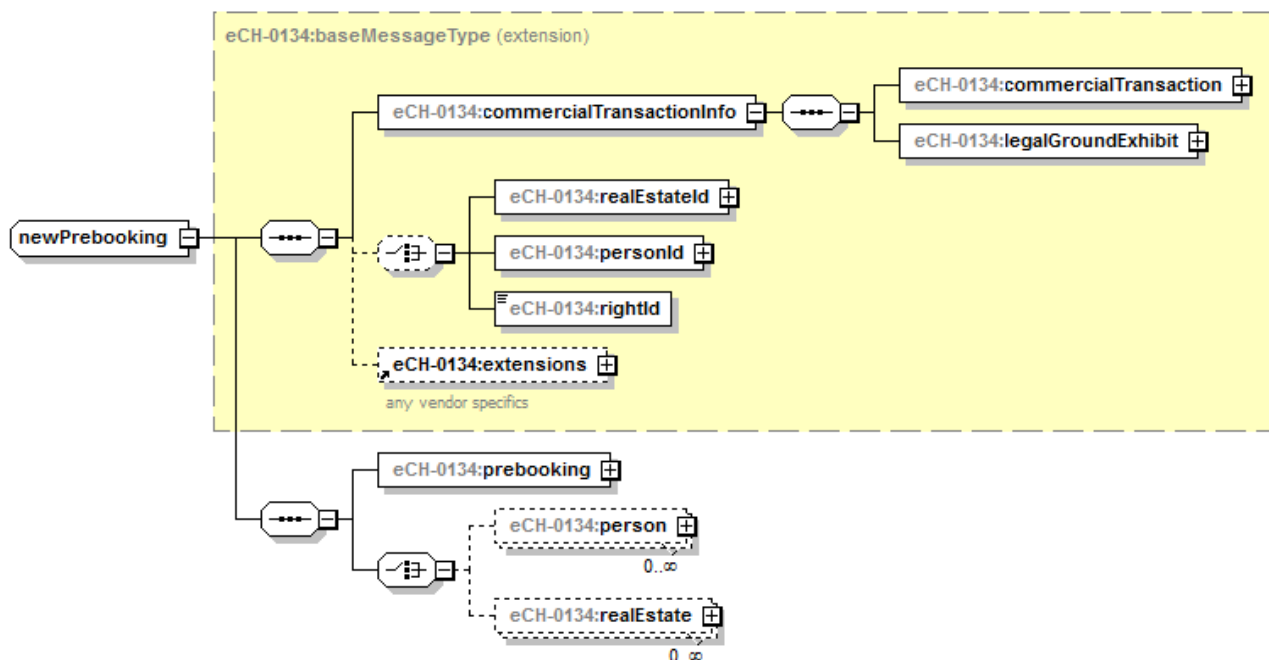 eCH-0134:baseMessageType (extension)
eCH-0134:commercialTransactionInfo
eCH-0134:commercialTransaction
eCH-0134:legalGroundExhibit
newPrebooking
eCH-0134:realEstateId
eCH-0134:personId
eCH-0134:rightId
eCH-0134:extensions
any vendor specifics
eCH-0134:prebooking
eCH-0134:person
0..∞
eCH-0134:realEstate
0..∞